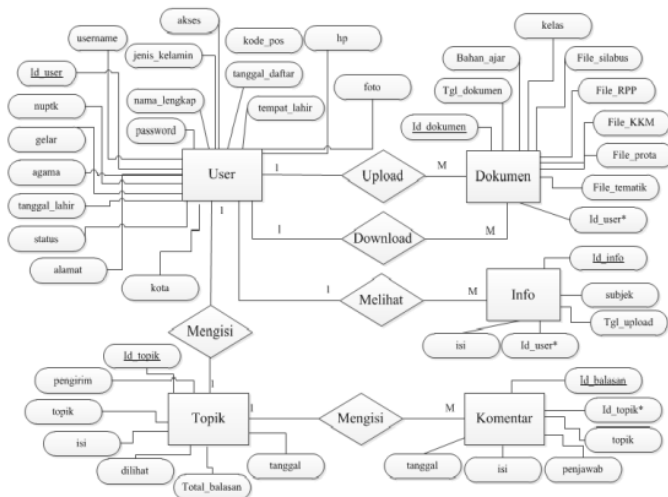 akses
username
kode_pos
hp
jenis_kelamin
Id_user
tanggal_daftar
nuptk
nama_lengkap
tempat_lahir
foto
gelar
password
agama
User
tanggal_lahir
status
alamat
kota
1
Upload
M
1
Download
M
1
Melihat
M
kelas
Bahan_ajar
File_silabus
Tgl_dokumen
File_RPP
Id_dokumen
File_KKM
File_prota
Dokumen
File_tematik
Id_user*
Id_info
Info
subjek
Tgl_upload
isi
Id_user*
1
Mengisi
1
Id_topik
pengirim
topik
Topik
isi
dilihat
Total_balasan
tanggal
1
Mengisi
M
Id_balasan
Komentar
Id_topik*
topik
tanggal
isi
penjawab